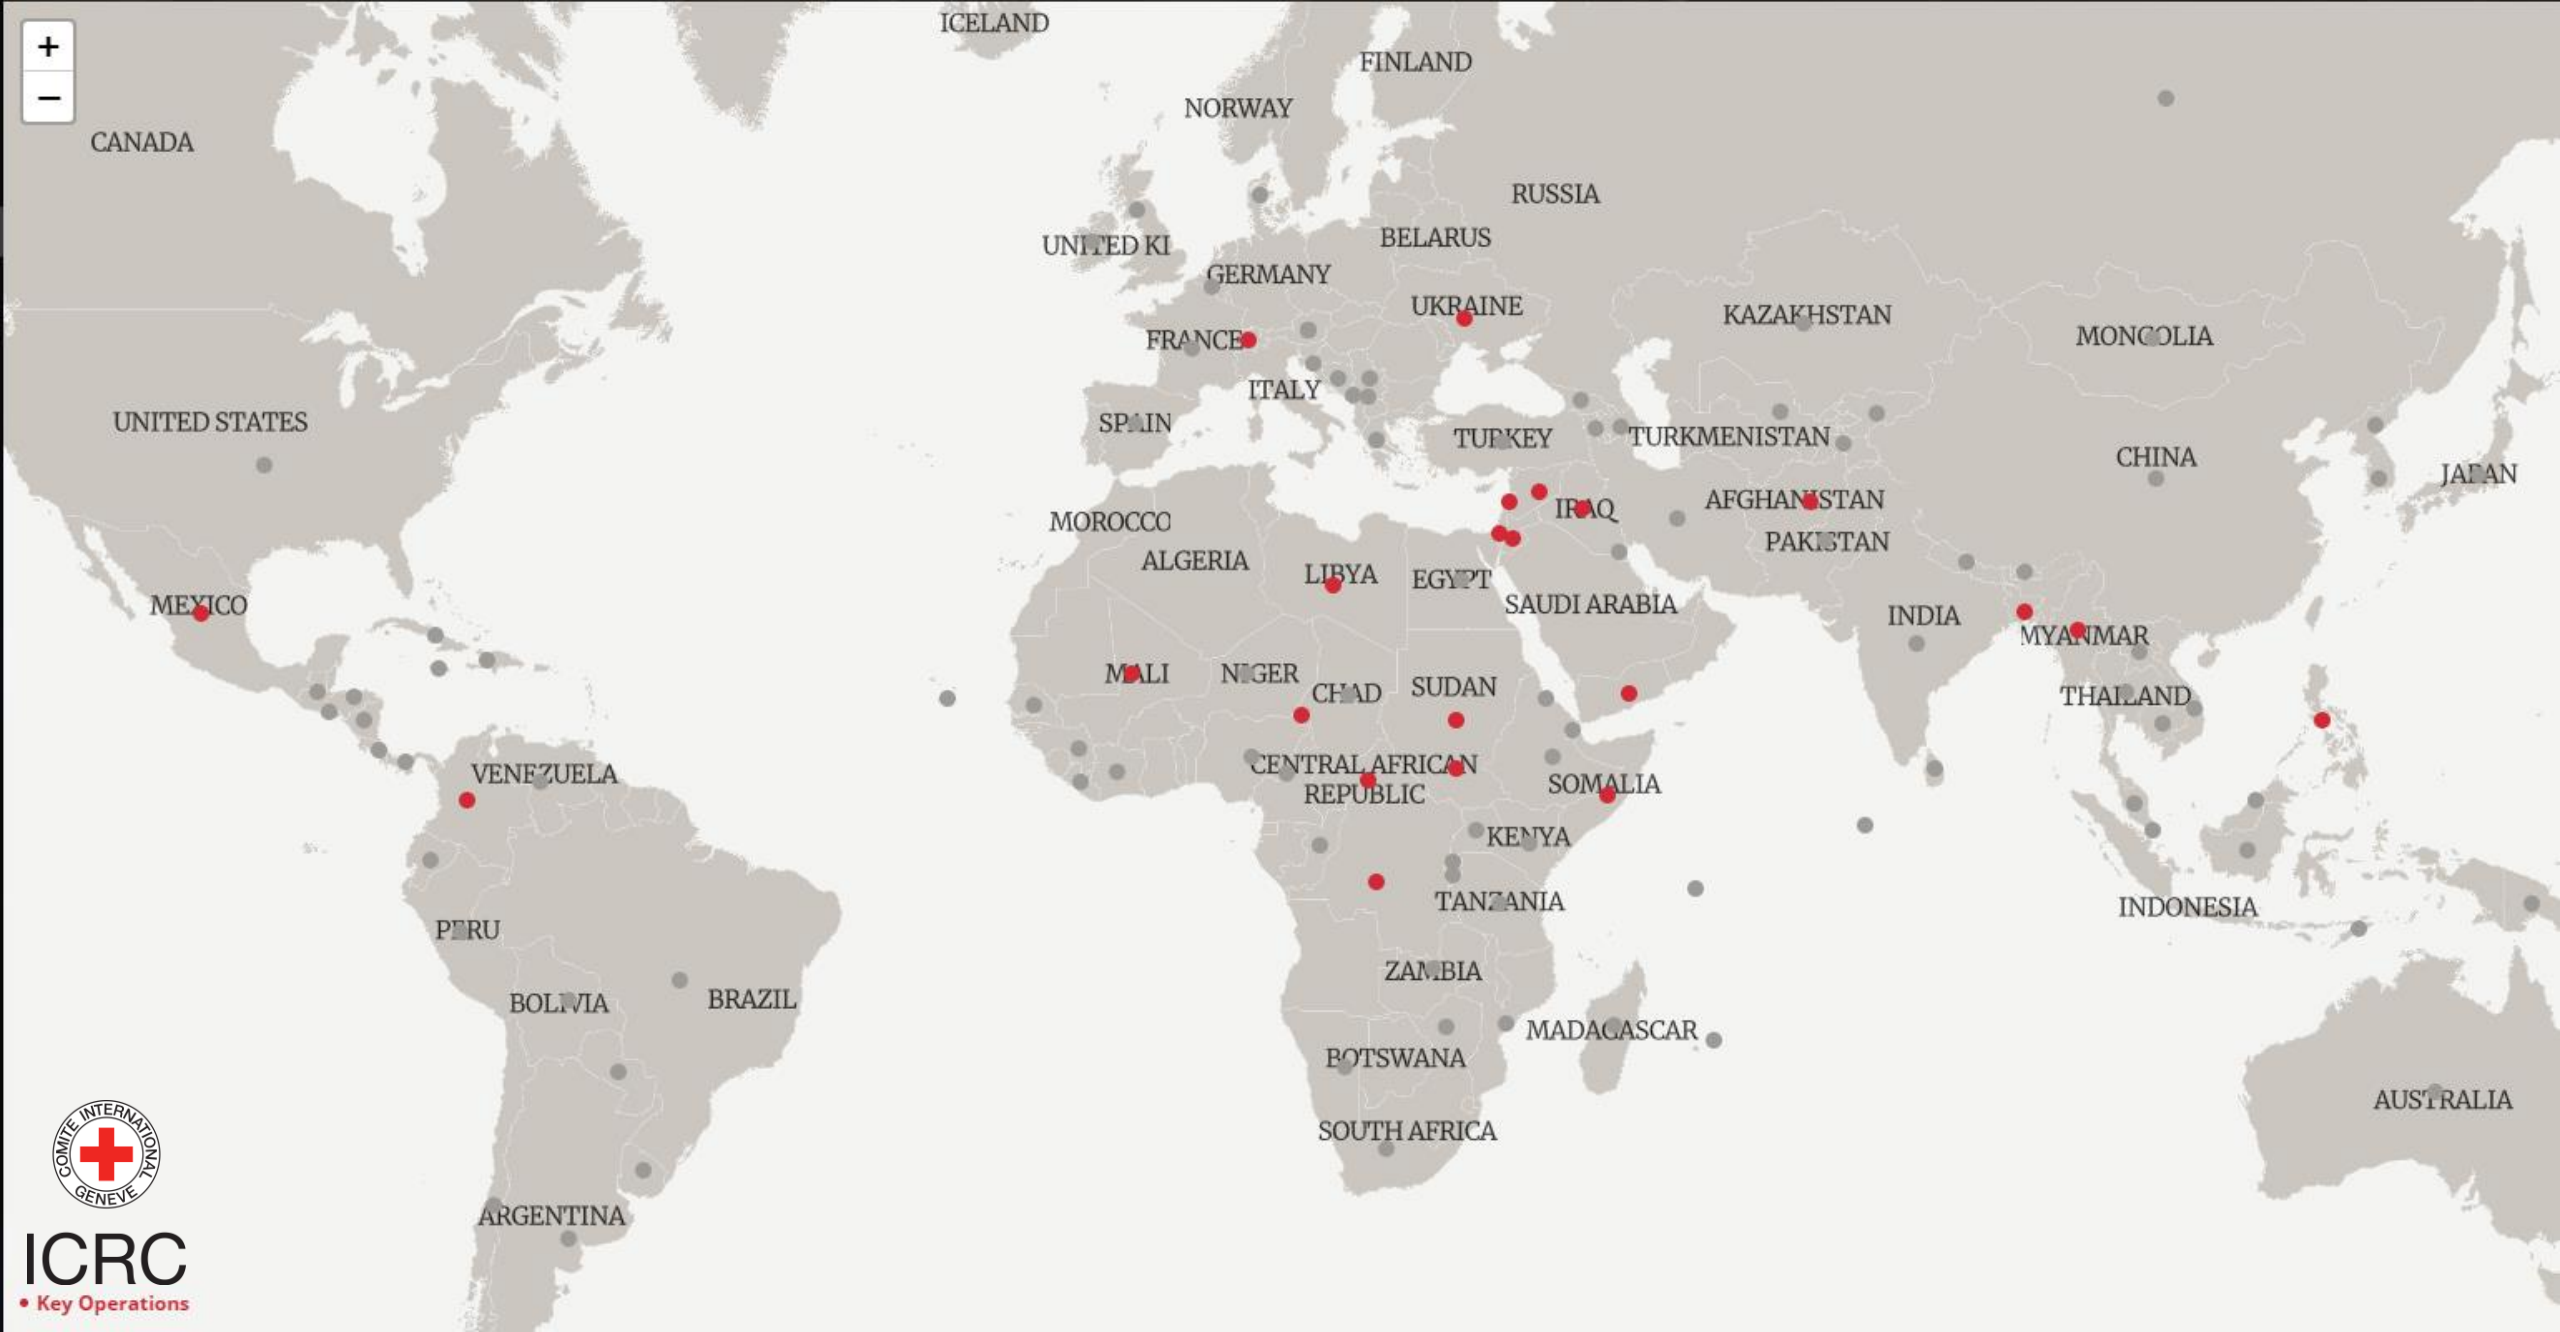 +
−
ICELAND
FINLAND
NORWAY
CANADA
RUSSIA
BELARUS
UNITED KI
GERMANY
UKRAINE
KAZAKHSTAN
FRANCE
MONGOLIA
ITALY
UNITED STATES
SPAIN
TURKEY
TURKMENISTAN
CHINA
JAPAN
AFGHANISTAN
IRAQ
MOROCCO
PAKISTAN
ALGERIA
LIBYA
EGYPT
SAUDI ARABIA
MEXICO
INDIA
MYANMAR
MALI
NIGER
CHAD
SUDAN
THAILAND
VENEZUELA
CENTRAL AFRICAN
REPUBLIC
SOMALIA
KENYA
TANZANIA
INDONESIA
PERU
ZAMBIA
BOLIVIA
BRAZIL
MADAGASCAR
BOTSWANA
AUSTRALIA
SOUTH AFRICA
ARGENTINA
COMITE INTERNATIONAL
GENEVE
ICRC
• Key Operations